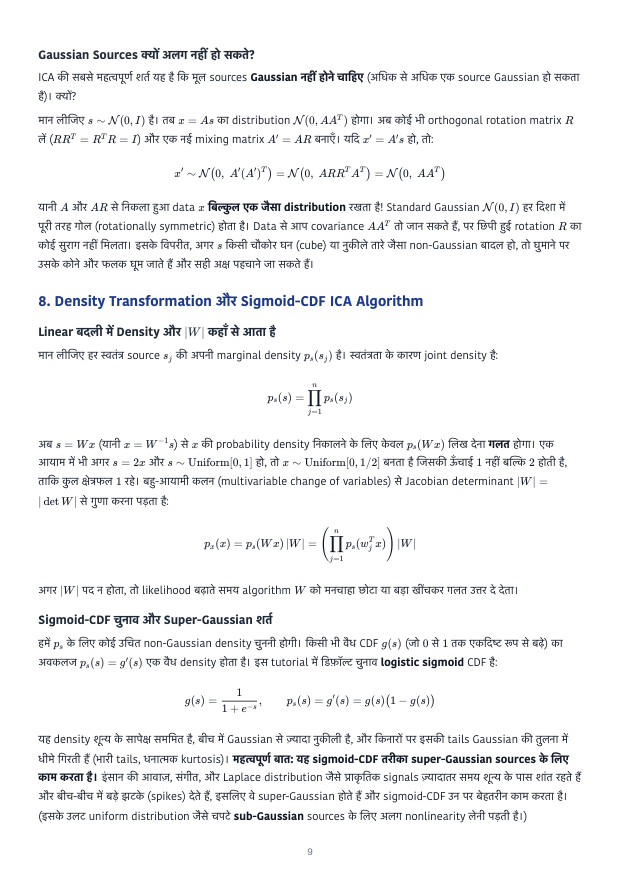 Gaussian Sources क्यों अलग नहीं हो सकते?
ICA की सबसे महत्वपूर्ण शर्त यह है कि मूल sources Gaussian नहीं होने चाहिए (अधिक से अधिक एक source Gaussian हो सकता
है)। क्यों?
मान लीजिए s ∼ 𝒩(0, I) है। तब x = As का distribution 𝒩(0, AA^T) होगा। अब कोई भी orthogonal rotation matrix R
लें (RR^T = R^T R = I) और एक नई mixing matrix A′ = AR बनाएँ। यदि x′ = A′s हो, तो:
x′ ∼ 𝒩(0, A′(A′)^T) = 𝒩(0, ARR^T A^T) = 𝒩(0, AA^T)
यानी A और AR से निकला हुआ data x बिल्कुल एक जैसा distribution रखता है! Standard Gaussian 𝒩(0, I) हर दिशा में
पूरी तरह गोल (rotationally symmetric) होता है। Data से आप covariance AA^T तो जान सकते हैं, पर छिपी हुई rotation R का
कोई सुराग नहीं मिलता। इसके विपरीत, अगर s किसी चौकोर घन (cube) या नुकीले तारे जैसा non-Gaussian बादल हो, तो घुमाने पर
उसके कोने और फलक घूम जाते हैं और सही अक्ष पहचाने जा सकते हैं।
8. Density Transformation और Sigmoid-CDF ICA Algorithm
Linear बदली में Density और |W| कहाँ से आता है
मान लीजिए हर स्वतंत्र source s_j की अपनी marginal density p_s(s_j) है। स्वतंत्रता के कारण joint density है:
p_s(s) = ∏_{j=1}^{n} p_s(s_j)
अब s = Wx (यानी x = W^{-1}s) से x की probability density निकालने के लिए केवल p_s(Wx) लिख देना गलत होगा। एक
आयाम में भी अगर s = 2x और s ∼ Uniform[0, 1] हो, तो x ∼ Uniform[0, 1/2] बनता है जिसकी ऊँचाई 1 नहीं बल्कि 2 होती है,
ताकि कुल क्षेत्रफल 1 रहे। बहु-आयामी कलन (multivariable change of variables) से Jacobian determinant |W| =
| det W| से गुणा करना पड़ता है:
p_x(x) = p_s(Wx) |W| = (∏_{j=1}^{n} p_s(w_j^T x)) |W|
अगर |W| पद न होता, तो likelihood बढ़ाते समय algorithm W को मनचाहा छोटा या बड़ा खींचकर गलत उत्तर दे देता।
Sigmoid-CDF चुनाव और Super-Gaussian शर्त
हमें p_s के लिए कोई उचित non-Gaussian density चुननी होगी। किसी भी वैध CDF g(s) (जो 0 से 1 तक एकदिष्ट रूप से बढ़े) का
अवकलज p_s(s) = g′(s) एक वैध density होता है। इस tutorial में डिफ़ॉल्ट चुनाव logistic sigmoid CDF है:
g(s) = 1/(1 + e^{-s}), p_s(s) = g′(s) = g(s)(1 − g(s))
यह density शून्य के सापेक्ष सममित है, बीच में Gaussian से ज़्यादा नुकीली है, और किनारों पर इसकी tails Gaussian की तुलना में
धीमे गिरती हैं (भारी tails, धनात्मक kurtosis)। महत्वपूर्ण बात: यह sigmoid-CDF तरीका super-Gaussian sources के लिए
काम करता है। इंसान की आवाज़, संगीत, और Laplace distribution जैसे प्राकृतिक signals ज़्यादातर समय शून्य के पास शांत रहते हैं
और बीच-बीच में बड़े झटके (spikes) देते हैं, इसलिए वे super-Gaussian होते हैं और sigmoid-CDF उन पर बेहतरीन काम करता है।
(इसके उलट uniform distribution जैसे चपटे sub-Gaussian sources के लिए अलग nonlinearity लेनी पड़ती है।)
9